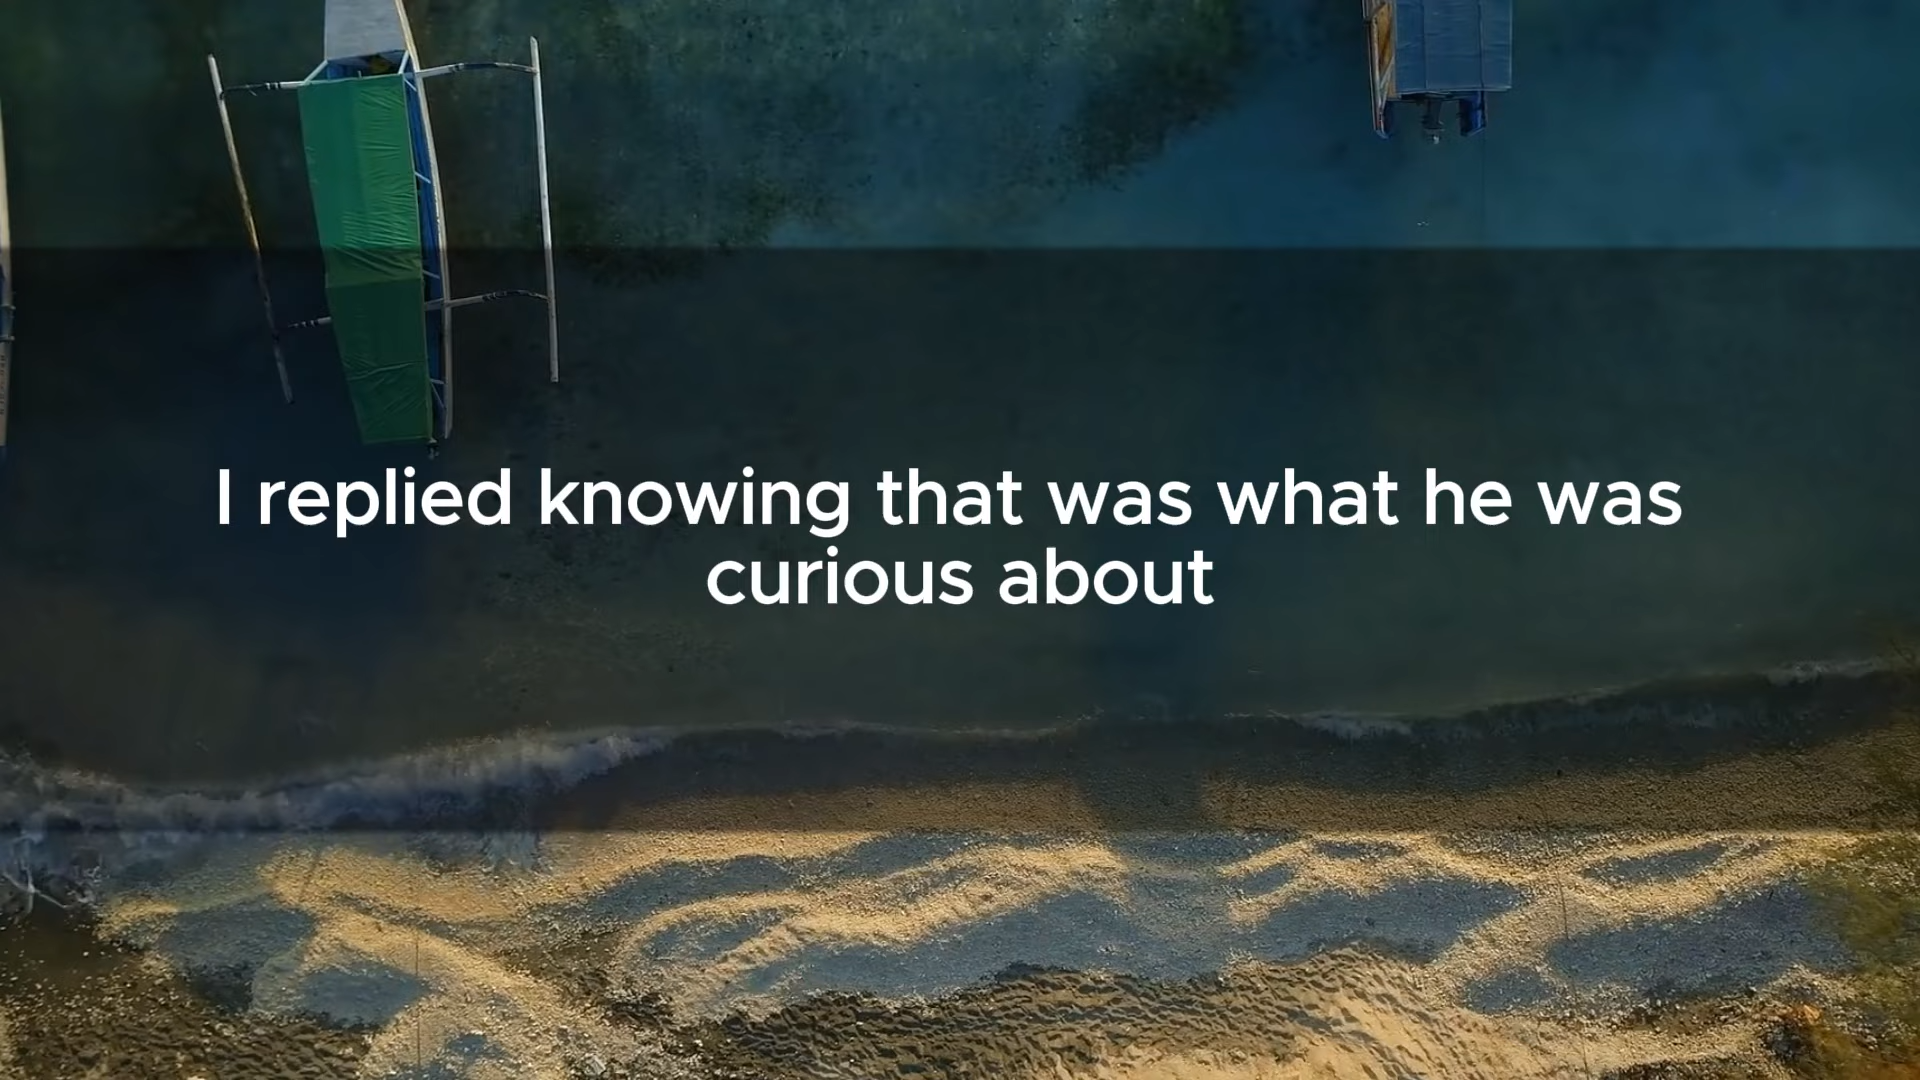 I replied knowing that was what he was
curious about